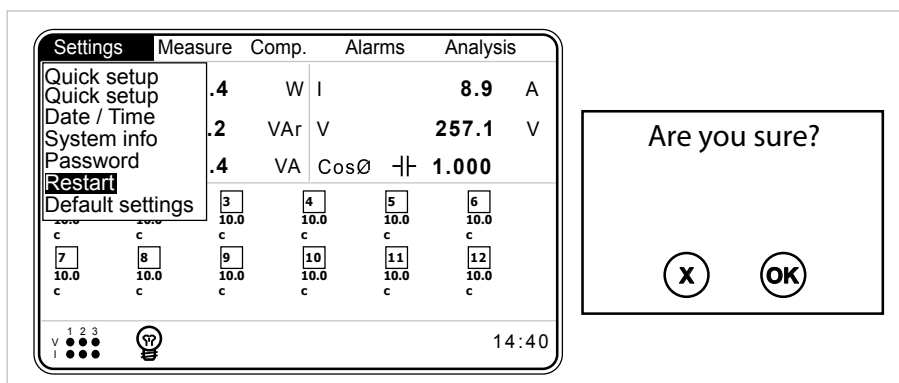 Settings Measure Comp. Alarms Analysis
Quick setup
Quick setup
Date / Time
System info
Password
Restart
Default settings
.4 W I 8.9 A
.2 VAr V 257.1 V
.4 VA CosØ 1.000
3 4 5 6
10.0 10.0 10.0 10.0
c c c c c c
7 8 9 10 11 12
10.0 10.0 10.0 10.0 10.0 10.0
c c c c c c
1 2 3
V
I
14:40
Are you sure?
X OK